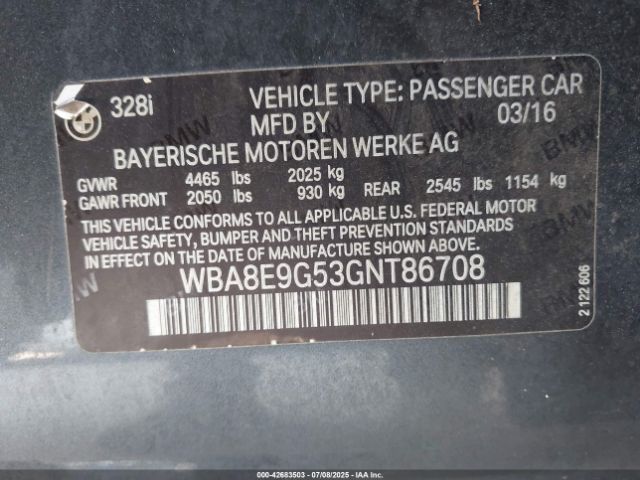 328i VEHICLE TYPE: PASSENGER CAR
MFD BY 03/16
BAYERISCHE MOTOREN WERKE AG
GVWR 4465 lbs 2025 kg
GAWR FRONT 2050 lbs 930 kg REAR 2545 lbs 1154 kg
THIS VEHICLE CONFORMS TO ALL APPLICABLE U.S. FEDERAL MOTOR
VEHICLE SAFETY, BUMPER AND THEFT PREVENTION STANDARDS
IN EFFECT ON THE DATE OF MANUFACTURE SHOWN ABOVE.
WBA8E9G53GNT86708
2 122 606
000-42683503 - 07/08/2025 - IAAI.COM